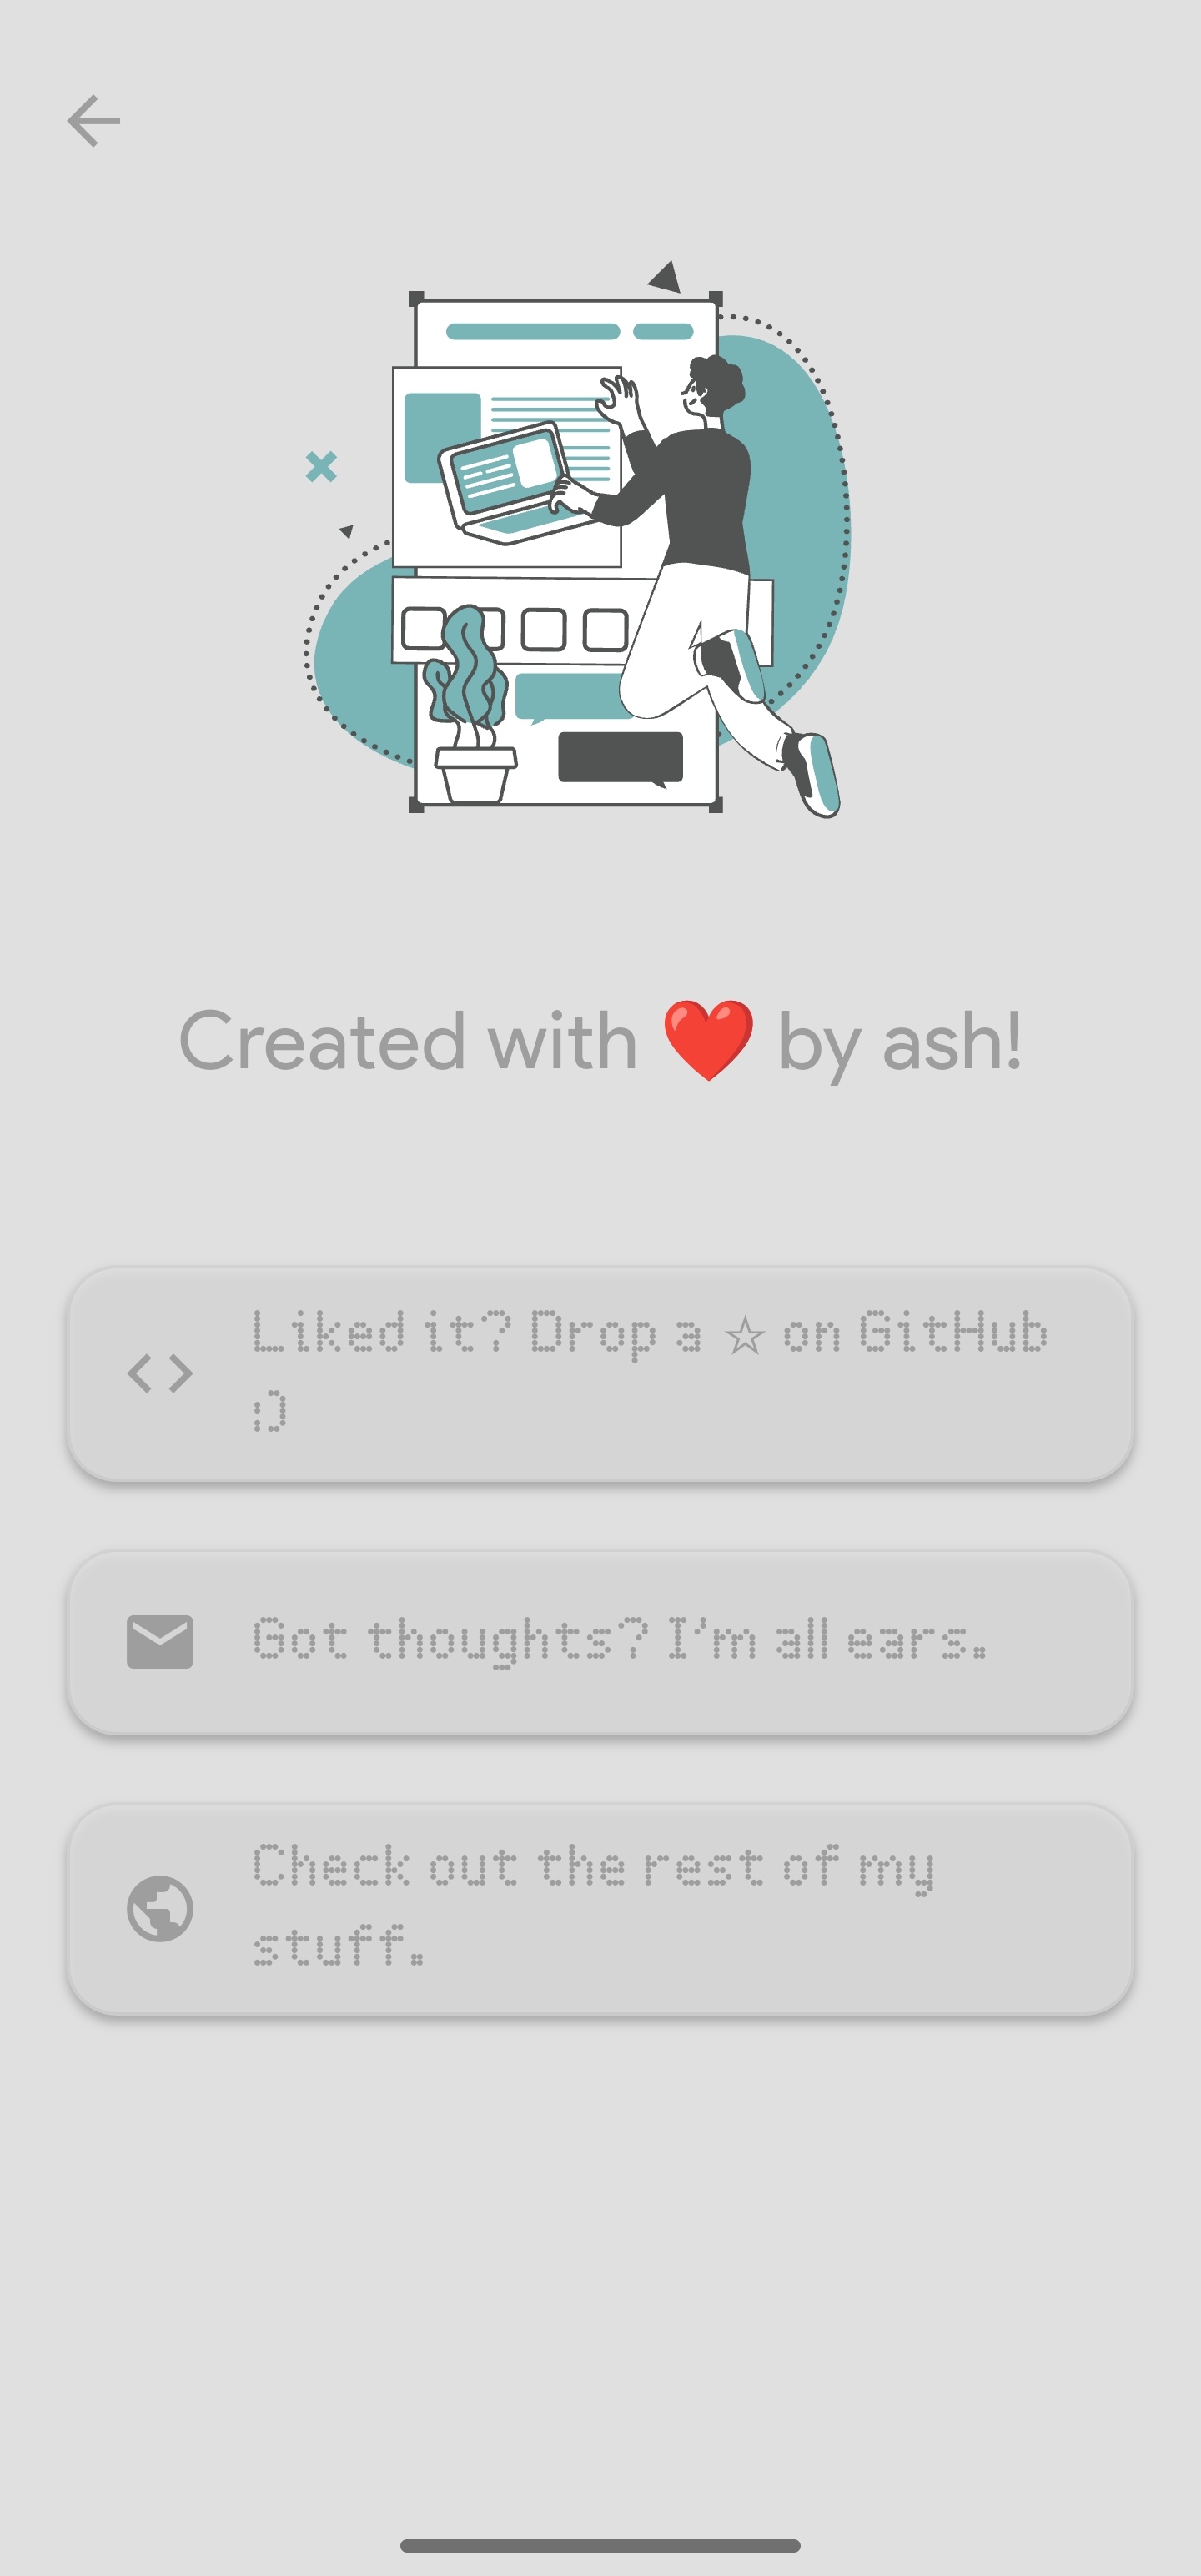 Created with ❤️ by ash!
Liked it? Drop a ☆ on GitHub
:)
Got thoughts? I'm all ears.
Check out the rest of my
stuff.